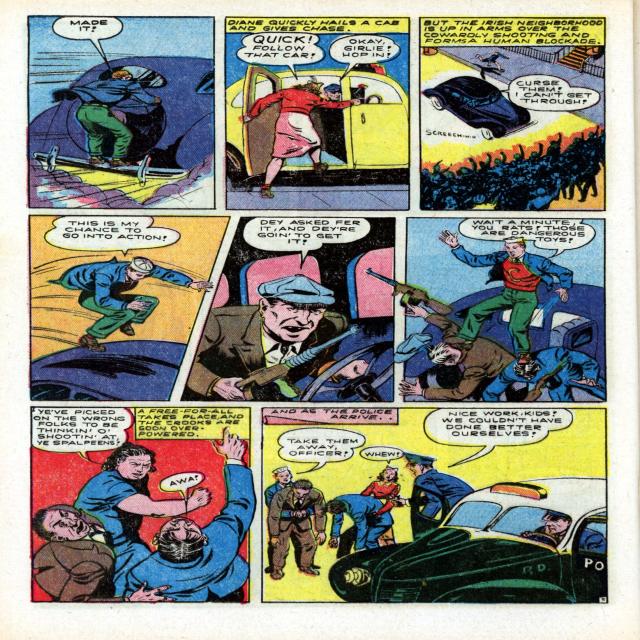 MADE
IT!
DIANE QUICKLY HAILS A CAB
AND GIVES CHASE.
QUICK!
FOLLOW
THAT CAR!
OKAY,
GIRLIE!
HOP IN!
BUT THE IRISH NEIGHBORHOOD
IS UP IN ARMS OVER THE
COWARDLY SHOOTING AND
FORMS A HUMAN BLOCKADE.
CURSE
THEM!
I CAN'T GET
THROUGH!
SCREECH
THIS IS MY
CHANCE TO
GO INTO ACTION!
DEY ASKED FER
IT, AND DEY'RE
GOIN' TO GET
IT!
WAIT A MINUTE,
YOU RATS! THOSE
ARE DANGEROUS
TOYS!
YE'VE PICKED
ON THE WRONG
FOLKS TO BE
THINKIN' O'
SHOOTIN' AT,
YE SPALPEENS!
A FREE-FOR-ALL
TAKES PLACE, AND
THE CROOKS ARE
SOON OVER-
POWERED.
AWA!
AND AS THE POLICE
ARRIVE..
TAKE THEM
AWAY,
OFFICER!
WHEW!
NICE WORK, KIDS!
WE COULDN'T HAVE
DONE BETTER
OURSELVES!
P.D.
PO